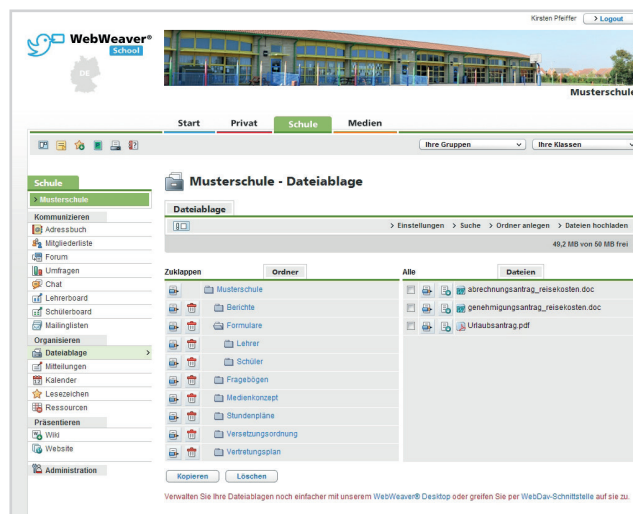 Kirsten Pfeiffer > Logout
WebWeaver®
School
DE
Musterschule
Start Privat Schule Medien
Ihre Gruppen Ihre Klassen
Schule
> Musterschule
Kommunizieren
Adressbuch
Mitgliederliste
Forum
Umfragen
Chat
Lehrerboard
Schülerboard
Mailinglisten
Organisieren
Dateiablage >
Mitteilungen
Kalender
Lesezeichen
Ressourcen
Präsentieren
Wiki
Website
Administration
Musterschule - Dateiablage
Dateiablage
> Einstellungen > Suche > Ordner anlegen > Dateien hochladen
49,2 MB von 50 MB frei
Zuklappen Ordner
Musterschule
Berichte
Formulare
Lehrer
Schüler
Fragebögen
Medienkonzept
Stundenpläne
Versetzungsordnung
Vertretungsplan
Alle Dateien
abrechnungsantrag_reisekosten.doc
genehmigungsantrag_reisekosten.doc
Urlaubsantrag.pdf
Kopieren Löschen
Verwalten Sie Ihre Dateiablagen noch einfacher mit unserem WebWeaver® Desktop oder greifen Sie per WebDav-Schnittstelle auf sie zu.